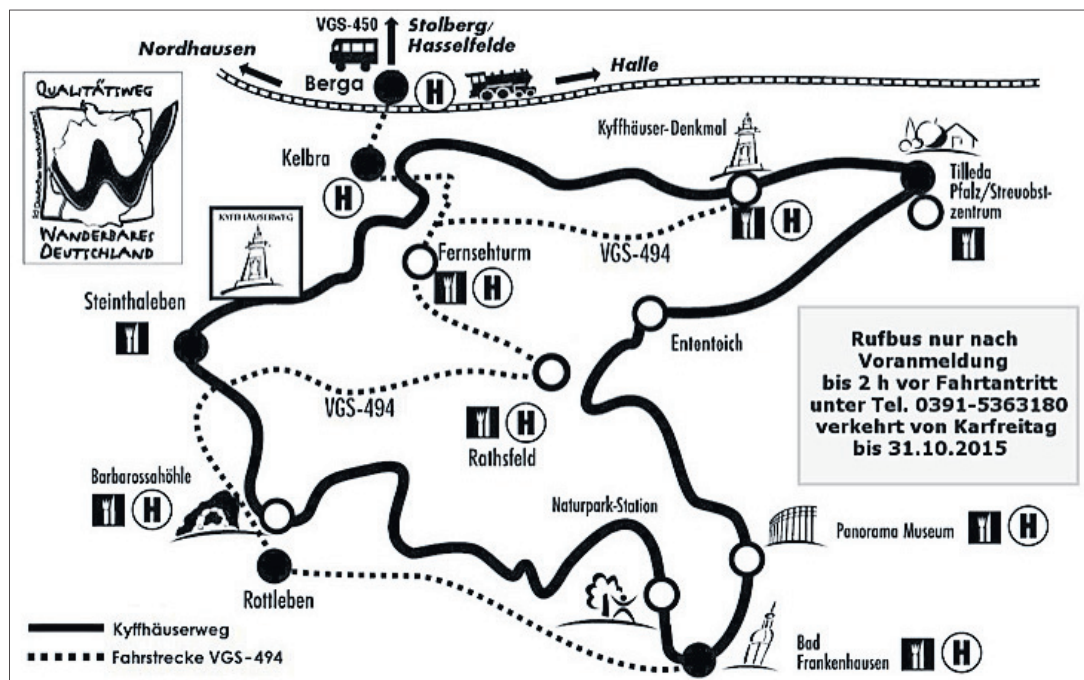 VGS-450
Stolberg/
Hasselfelde
Nordhausen
Berga
H
Halle
QUALITÄTSWEG
WANDERBARES
DEUTSCHLAND
Kelbra
H
Kyffhäuser-Denkmal
H
Tilleda
Pfalz/Streuobst-
zentrum
KYFFHÄUSERWEG
Fernsehturm
H
VGS-494
Steinthaleben
Ententeich
Rufbus nur nach
Voranmeldung
bis 2 h vor Fahrtantritt
unter Tel. 0391-5363180
verkehrt von Karfreitag
bis 31.10.2015
VGS-494
H
Rathsfeld
Barbarossahöhle
H
Naturpark-Station
Panorama Museum
H
Rottleben
Bad
Frankenhausen
H
Kyffhäuserweg
Fahrstrecke VGS-494